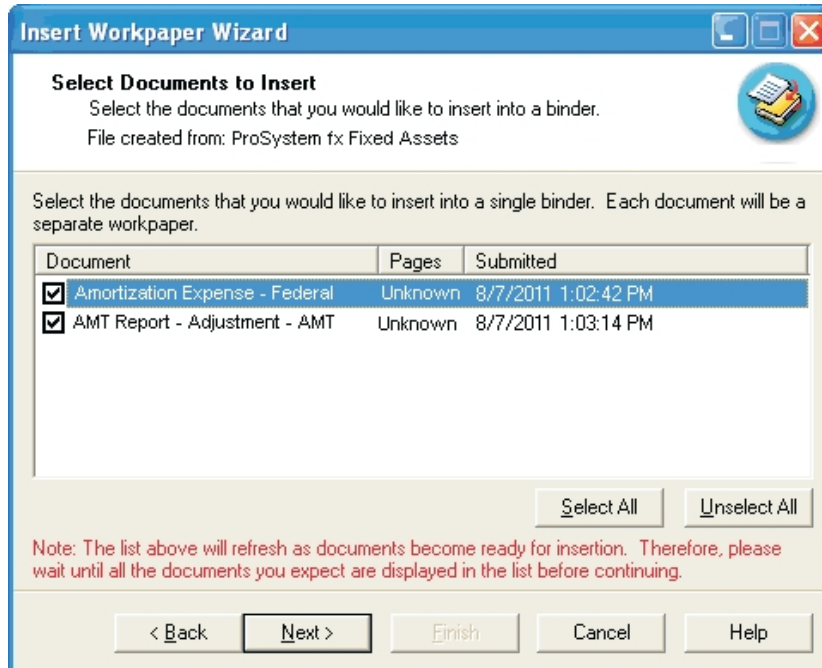 Insert Workpaper Wizard
Select Documents to Insert
Select the documents that you would like to insert into a binder.
File created from: ProSystem fx Fixed Assets
Select the documents that you would like to insert into a single binder. Each document will be a
separate workpaper.
Document Pages Submitted
Amortization Expense - Federal Unknown 8/7/2011 1:02:42 PM
AMT Report - Adjustment - AMT Unknown 8/7/2011 1:03:14 PM
Select All Unselect All
Note: The list above will refresh as documents become ready for insertion. Therefore, please
wait until all the documents you expect are displayed in the list before continuing.
< Back Next > Finish Cancel Help